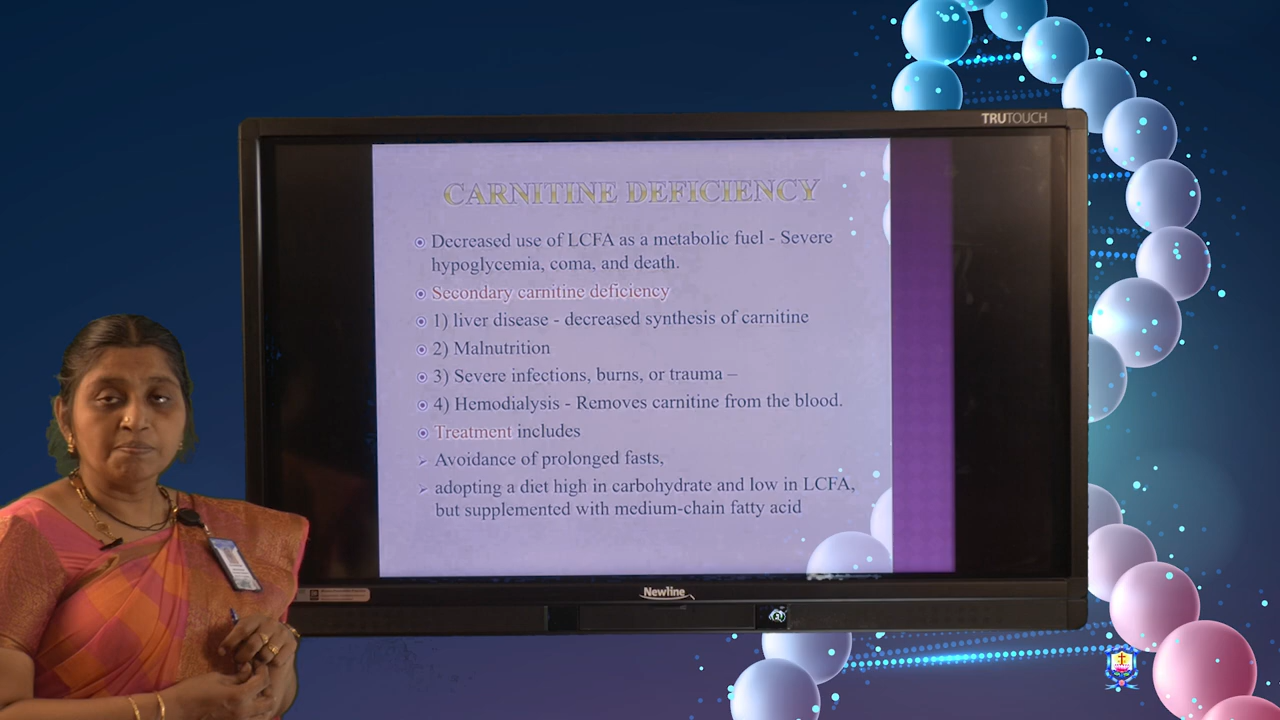 TRUTOUCH
CARNITINE DEFICIENCY
Decreased use of LCFA as a metabolic fuel - Severe
hypoglycemia, coma, and death.
Secondary carnitine deficiency
1) liver disease - decreased synthesis of carnitine
2) Malnutrition
3) Severe infections, burns, or trauma –
4) Hemodialysis - Removes carnitine from the blood.
Treatment includes
Avoidance of prolonged fasts,
adopting a diet high in carbohydrate and low in LCFA,
but supplemented with medium-chain fatty acid
Newline